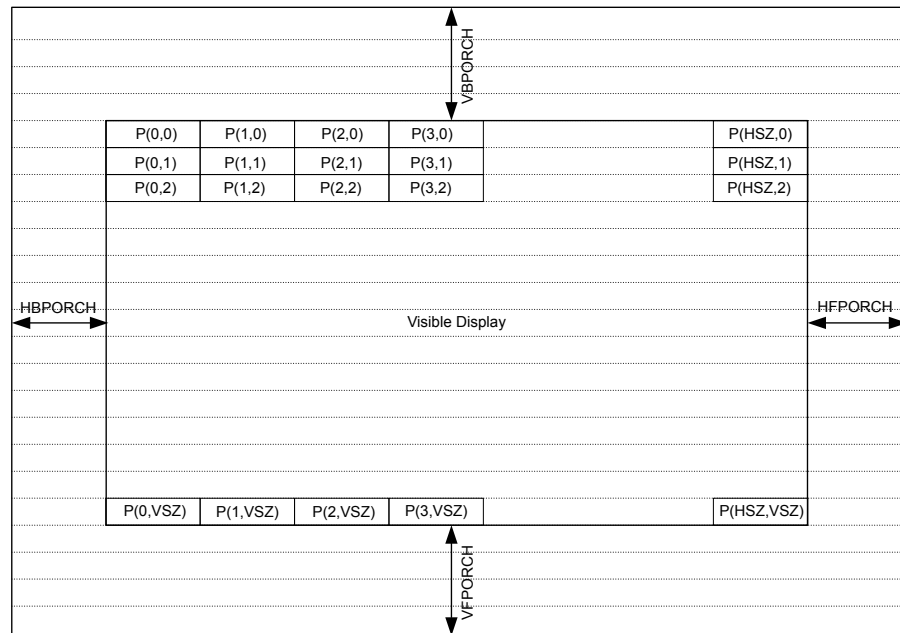 VBPORCH
P(0,0) P(1,0) P(2,0) P(3,0) P(HSZ,0)
P(0,1) P(1,1) P(2,1) P(3,1) P(HSZ,1)
P(0,2) P(1,2) P(2,2) P(3,2) P(HSZ,2)
HBPORCH HFPORCH
Visible Display
P(0,VSZ) P(1,VSZ) P(2,VSZ) P(3,VSZ) P(HSZ,VSZ)
VFPORCH